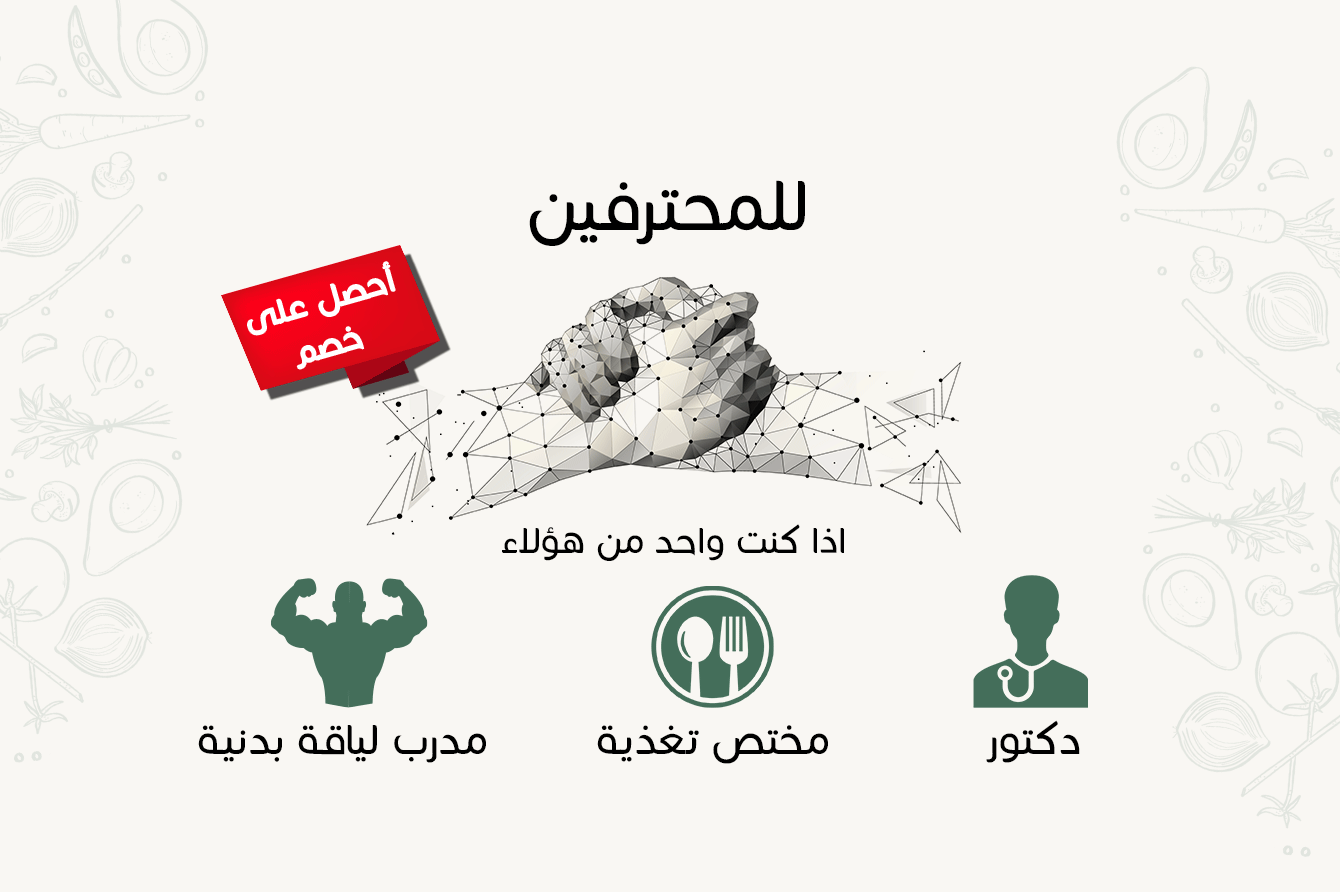 للمحترفين
أحصل على
خصم
اذا كنت واحد من هؤلاء
دكتور
مختص تغذية
مدرب لياقة بدنية